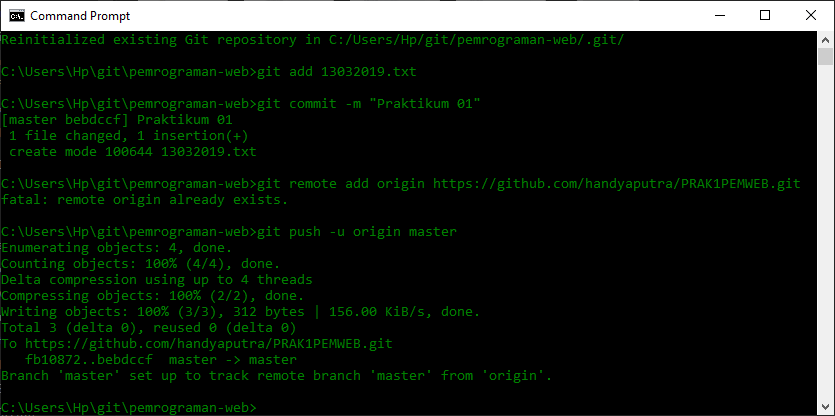 Command Prompt
Reinitialized existing Git repository in C:/Users/Hp/git/pemrograman-web/.git/
C:\Users\Hp\git\pemrograman-web>git add 13032019.txt
C:\Users\Hp\git\pemrograman-web>git commit -m "Praktikum 01"
[master bebdccf] Praktikum 01
 1 file changed, 1 insertion(+)
 create mode 100644 13032019.txt
C:\Users\Hp\git\pemrograman-web>git remote add origin https://github.com/handyaputra/PRAK1PEMWEB.git
fatal: remote origin already exists.
C:\Users\Hp\git\pemrograman-web>git push -u origin master
Enumerating objects: 4, done.
Counting objects: 100% (4/4), done.
Delta compression using up to 4 threads
Compressing objects: 100% (2/2), done.
Writing objects: 100% (3/3), 312 bytes | 156.00 KiB/s, done.
Total 3 (delta 0), reused 0 (delta 0)
To https://github.com/handyaputra/PRAK1PEMWEB.git
   fb10872..bebdccf  master -> master
Branch 'master' set up to track remote branch 'master' from 'origin'.
C:\Users\Hp\git\pemrograman-web>